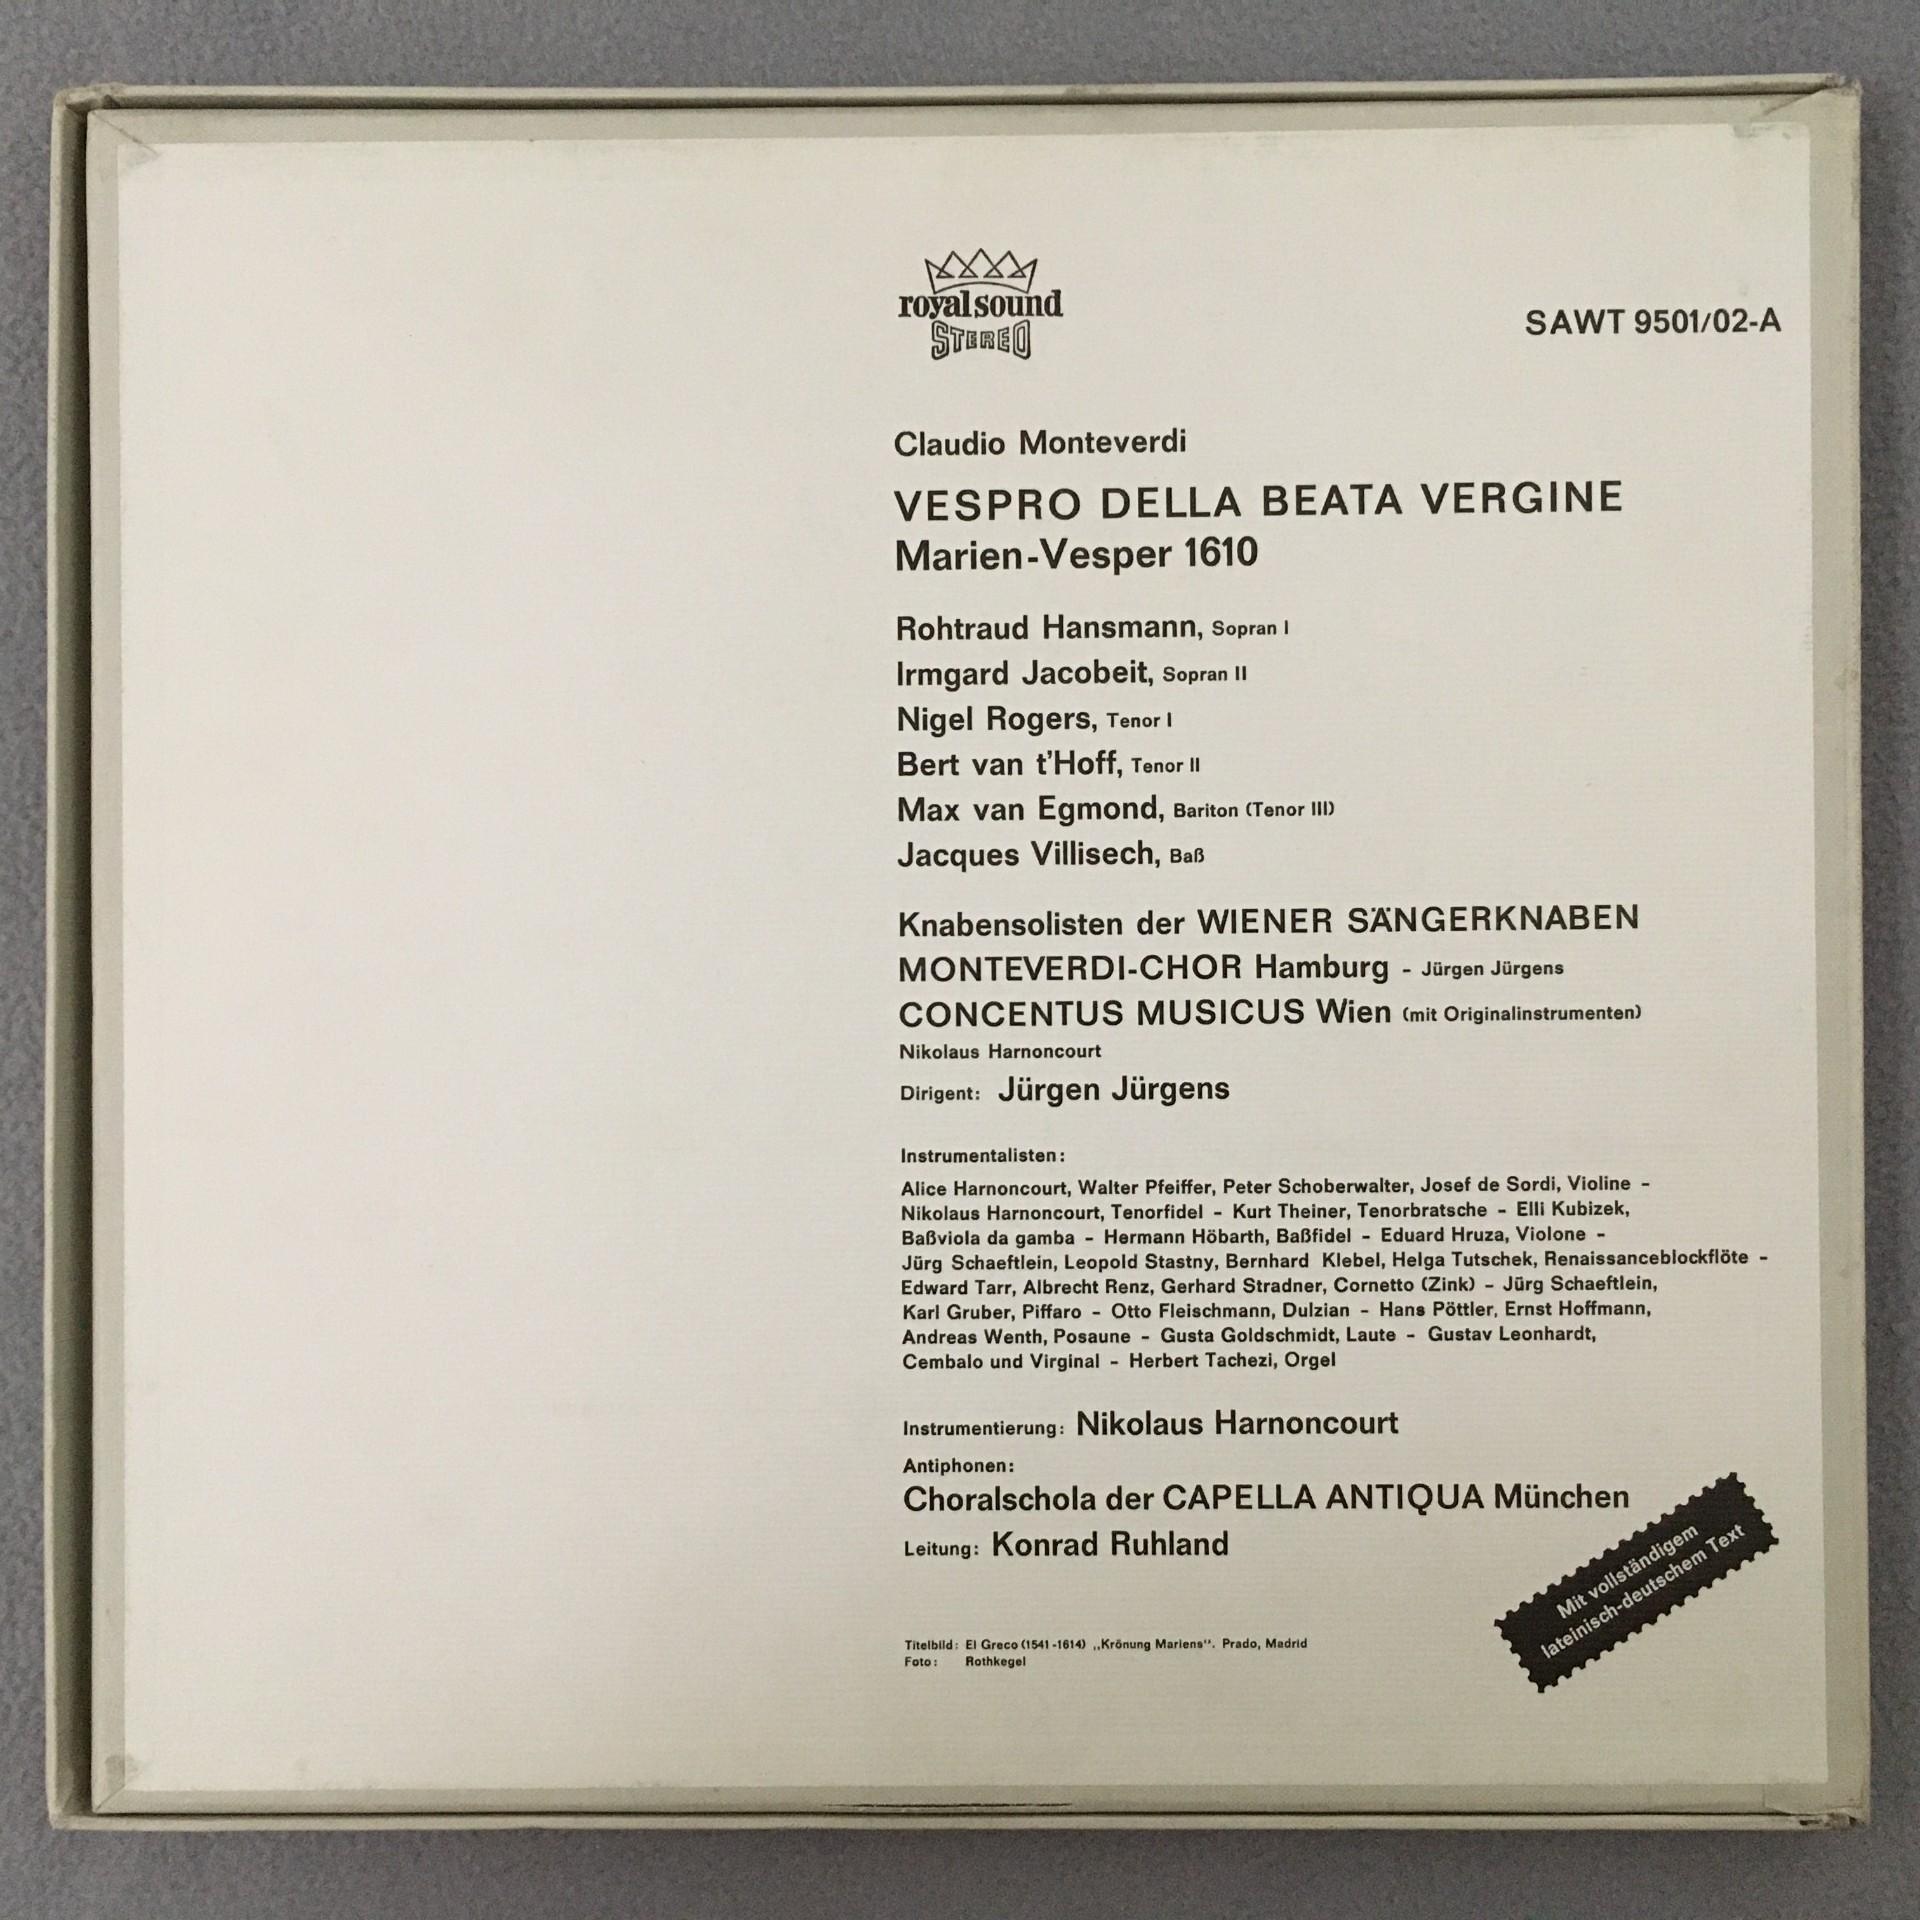 royal sound
STEREO
SAWT 9501/02-A
Claudio Monteverdi
VESPRO DELLA BEATA VERGINE
Marien-Vesper 1610
Rohtraud Hansmann, Sopran I
Irmgard Jacobeit, Sopran II
Nigel Rogers, Tenor I
Bert van t'Hoff, Tenor II
Max van Egmond, Bariton (Tenor III)
Jacques Villisech, Baß
Knabensolisten der WIENER SÄNGERKNABEN
MONTEVERDI-CHOR Hamburg - Jürgen Jürgens
CONCENTUS MUSICUS Wien (mit Originalinstrumenten)
Nikolaus Harnoncourt
Dirigent: Jürgen Jürgens
Instrumentalisten:
Alice Harnoncourt, Walter Pfeiffer, Peter Schoberwalter, Josef de Sordi, Violine -
Nikolaus Harnoncourt, Tenorfidel - Kurt Theiner, Tenorbratsche - Elli Kubizek,
Baßviola da gamba - Hermann Höbarth, Baßfidel - Eduard Hruza, Violone -
Jürg Schaeftlein, Leopold Stastny, Bernhard Klebel, Helga Tutschek, Renaissanceblockflöte -
Edward Tarr, Albrecht Renz, Gerhard Stradner, Cornetto (Zink) - Jürg Schaeftlein,
Karl Gruber, Piffaro - Otto Fleischmann, Dulzian - Hans Pöttler, Ernst Hoffmann,
Andreas Wenth, Posaune - Gusta Goldschmidt, Laute - Gustav Leonhardt,
Cembalo und Virginal - Herbert Tachezi, Orgel
Instrumentierung: Nikolaus Harnoncourt
Antiphonen:
Choralschola der CAPELLA ANTIQUA München
Leitung: Konrad Ruhland
Mit vollständigem
lateinisch-deutschem Text
Titelbild: El Greco (1541-1614) „Krönung Mariens“. Prado, Madrid
Foto: Rothkegel